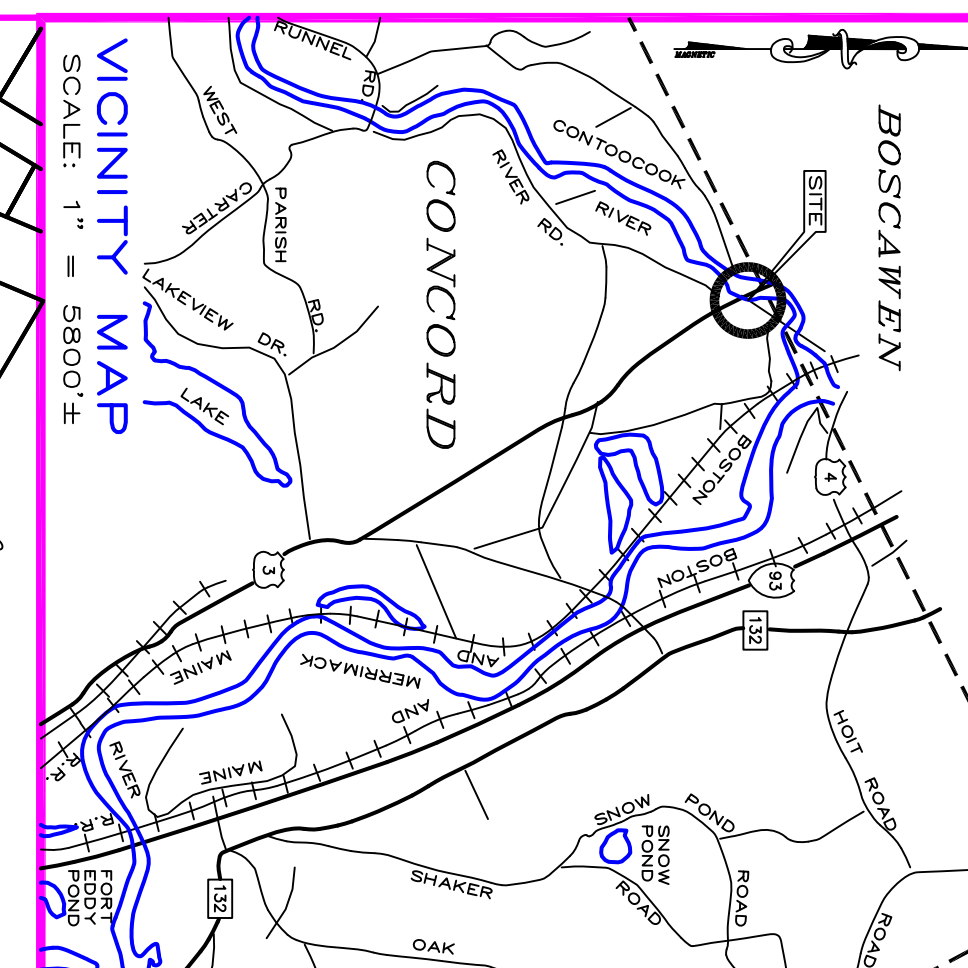 VICINITY MAP
SCALE: 1" = 5800'±
MAGNETIC
BOSCAWEN
SITE
CONCORD
RUNNEL
RD.
WEST
PARISH
RD.
CARTER
LAKEVIEW
DR.
LAKE
CONTOOCOOK
RIVER
RIVER
RD.
4
BOSTON
AND
MAINE
R.R.
BOSTON
AND
MAINE
R.R.
93
132
3
MERRIMACK
RIVER
HOIT
ROAD
SNOW
POND
ROAD
SNOW
POND
ROAD
ROAD
SHAKER
OAK
132
FORT
EDDY
POND